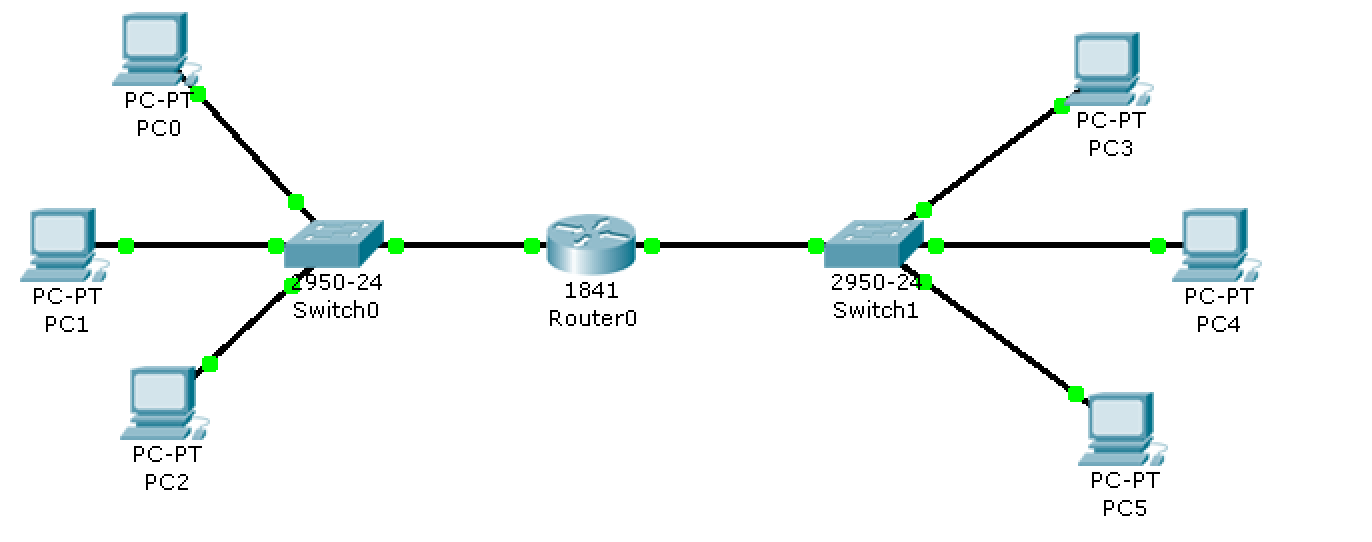 PC-PT
PC0
PC-PT
PC1
PC-PT
PC2
2950-24
Switch0
1841
Router0
2950-24
Switch1
PC-PT
PC3
PC-PT
PC4
PC-PT
PC5